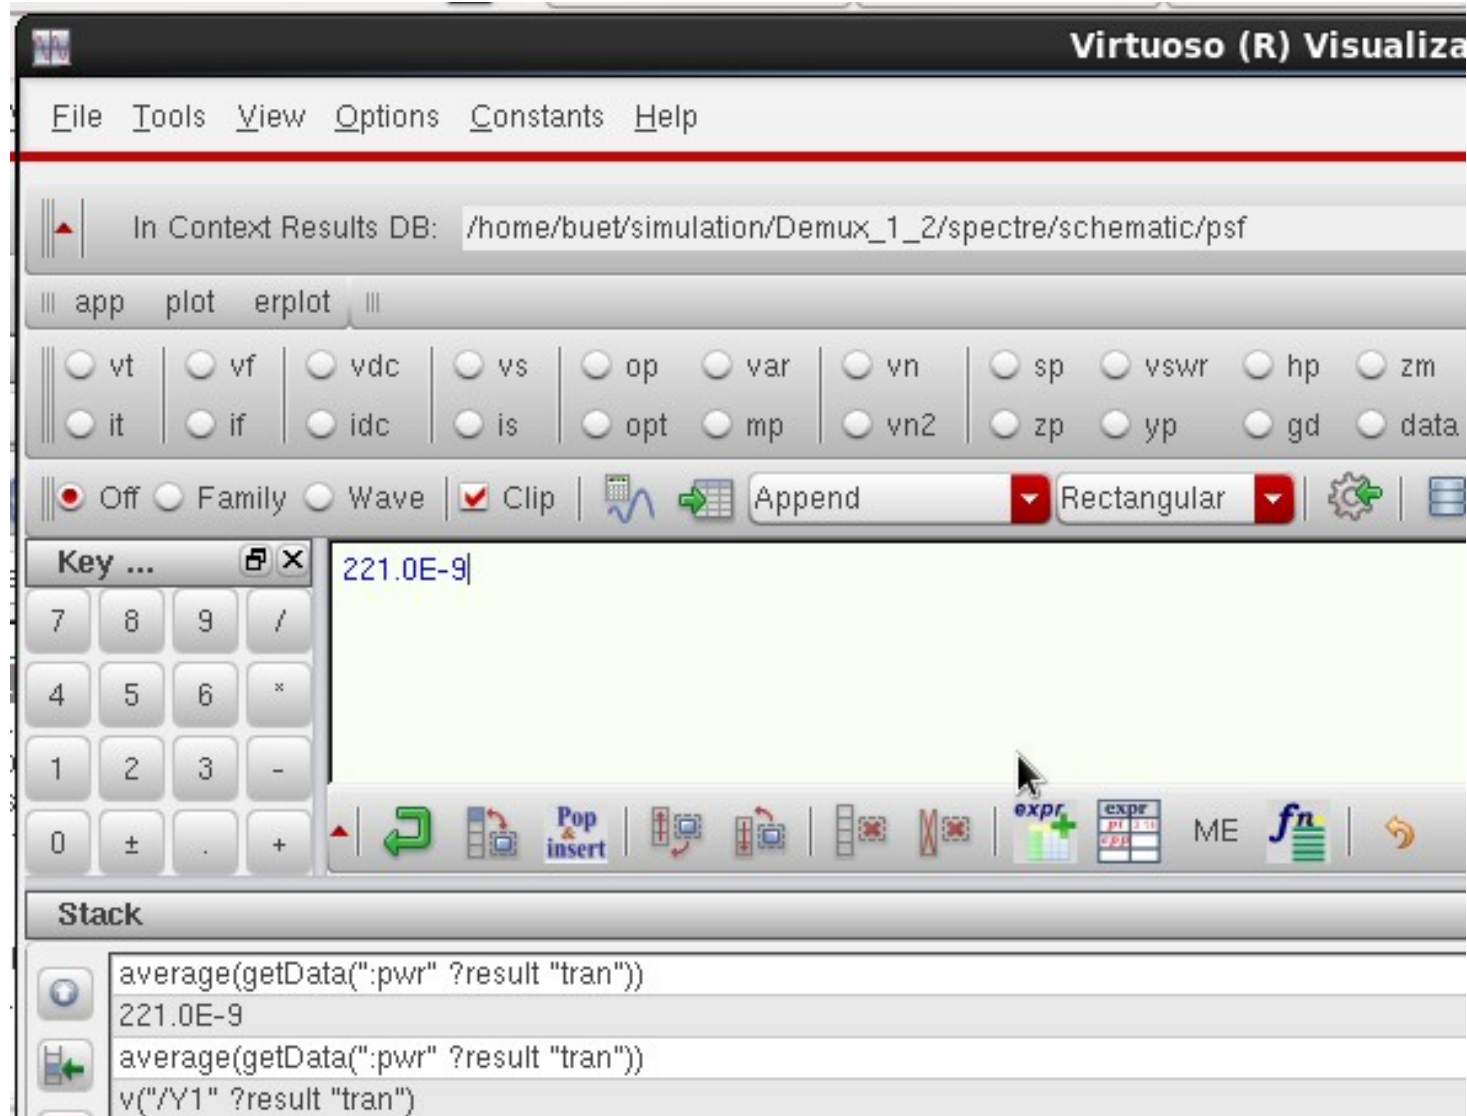 Virtuoso (R) Visualiza
File Tools View Options Constants Help
In Context Results DB: /home/buet/simulation/Demux_1_2/spectre/schematic/psf
app plot erplot
vt vf vdc vs op var vn sp vswr hp zm
it if idc is opt mp vn2 zp yp gd data
Off Family Wave Clip Append Rectangular
Key ...
221.0E-9
7 8 9 /
4 5 6 *
1 2 3 -
0 ± . +
Pop
&
insert
expr
expr
ME
fn
Stack
average(getData(":pwr" ?result "tran"))
221.0E-9
average(getData(":pwr" ?result "tran"))
v("/Y1" ?result "tran")